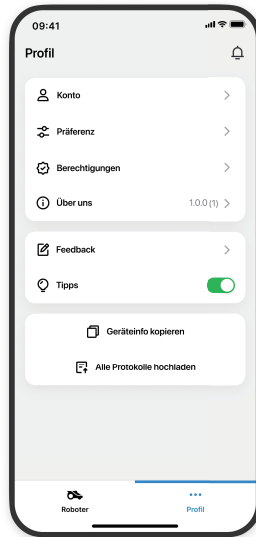 09:41
Profil
Konto
Präferenz
Berechtigungen
Über uns 1.0.0 (1)
Feedback
Tipps
Geräteinfo kopieren
Alle Protokolle hochladen
Roboter Profil